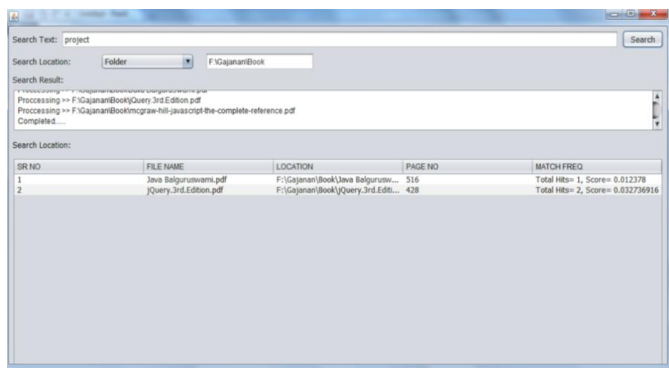 Search Text: project Search
Search Location: Folder F:\Gajanan\Book
Search Result:
Proccessing >> F:\Gajanan\Book\jQuery.3rd.Edition.pdf
Proccessing >> F:\Gajanan\Book\mcgraw-hill-javascript-the-complete-reference.pdf
Completed.....
Search Location:
SR NO FILE NAME LOCATION PAGE NO MATCH FREQ
1 Java Balguruswami.pdf F:\Gajanan\Book\Java Balgurusw... 516 Total Hits= 1, Score= 0.012378
2 jQuery.3rd.Edition.pdf F:\Gajanan\Book\jQuery.3rd.Editi... 428 Total Hits= 2, Score= 0.032736916